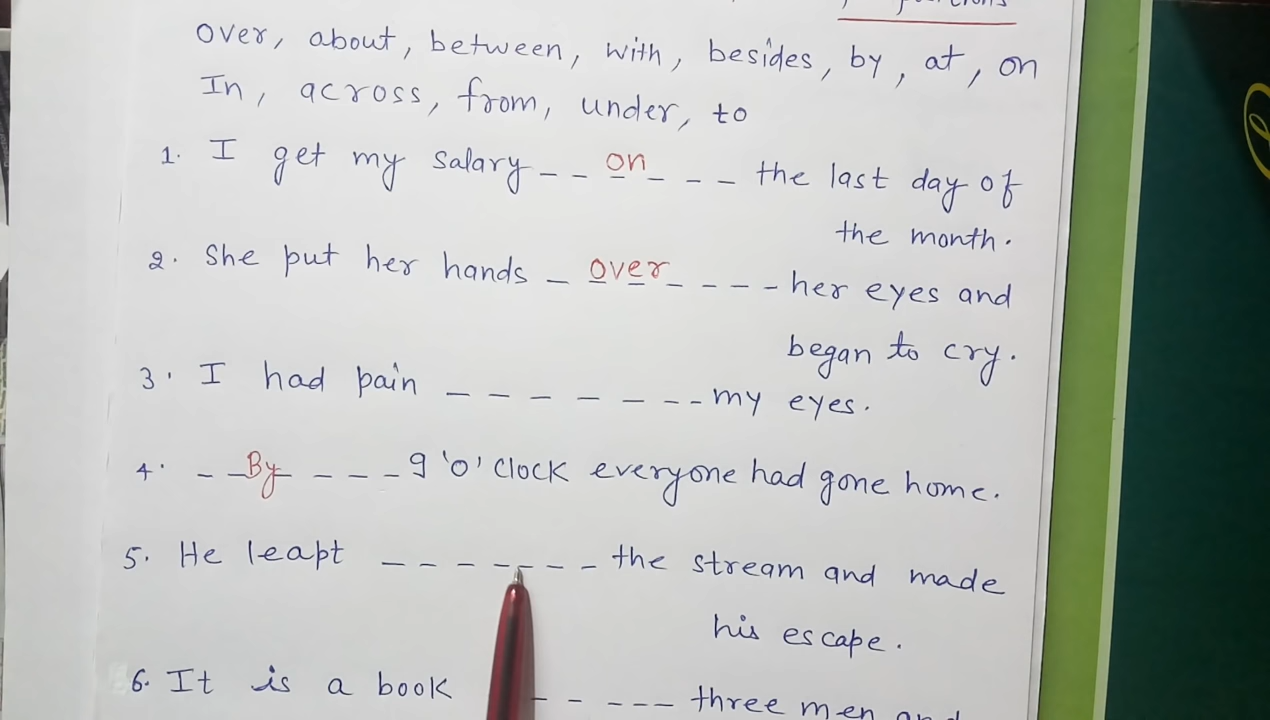 over, about, between, with, besides, by, at, on
In, across, from, under, to
1. I get my salary _ _ on _ _ _ the last day of
the month.
2. She put her hands _ over _ _ _ _ her eyes and
began to cry.
3. I had pain _ _ _ _ _ _ _ my eyes.
4. _ _ By _ _ _ _ 9 'o' clock everyone had gone home.
5. He leapt _ _ _ _ _ _ _ the stream and made
his escape.
6. It is a book _ _ _ _ _ three men and